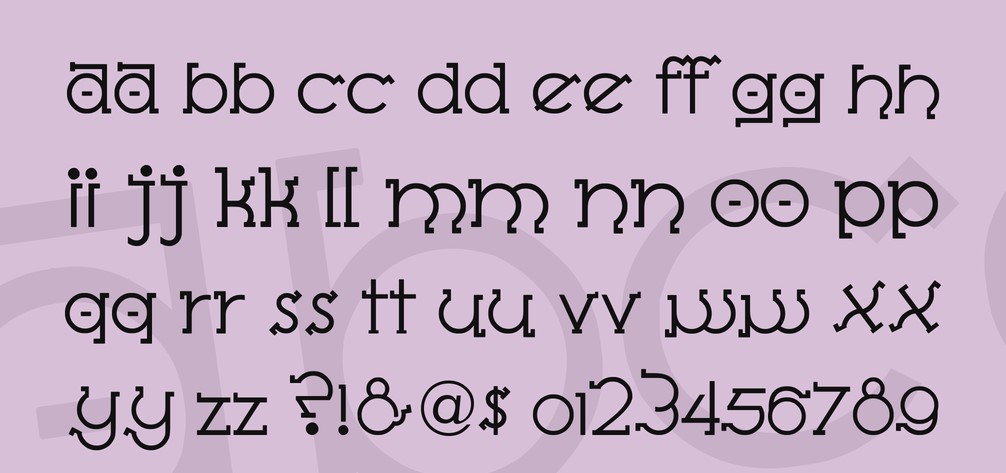 aa bb cc dd ee ff gg hh
ii jj kk ll mm nn oo pp
qq rr ss tt uu vv ww xx
yy zz ?!&@$ 0123456789
abc